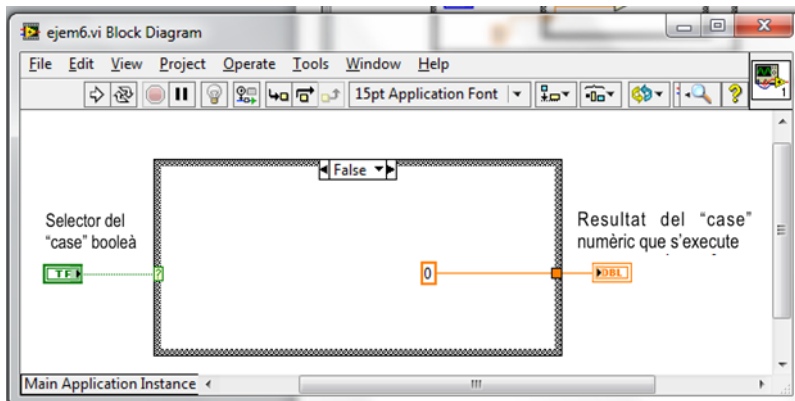 ejem6.vi Block Diagram
File Edit View Project Operate Tools Window Help
15pt Application Font
1
False
Selector del
"case" booleà
Resultat del "case"
numèric que s'execute
TF
?
0
DBL
Main Application Instance